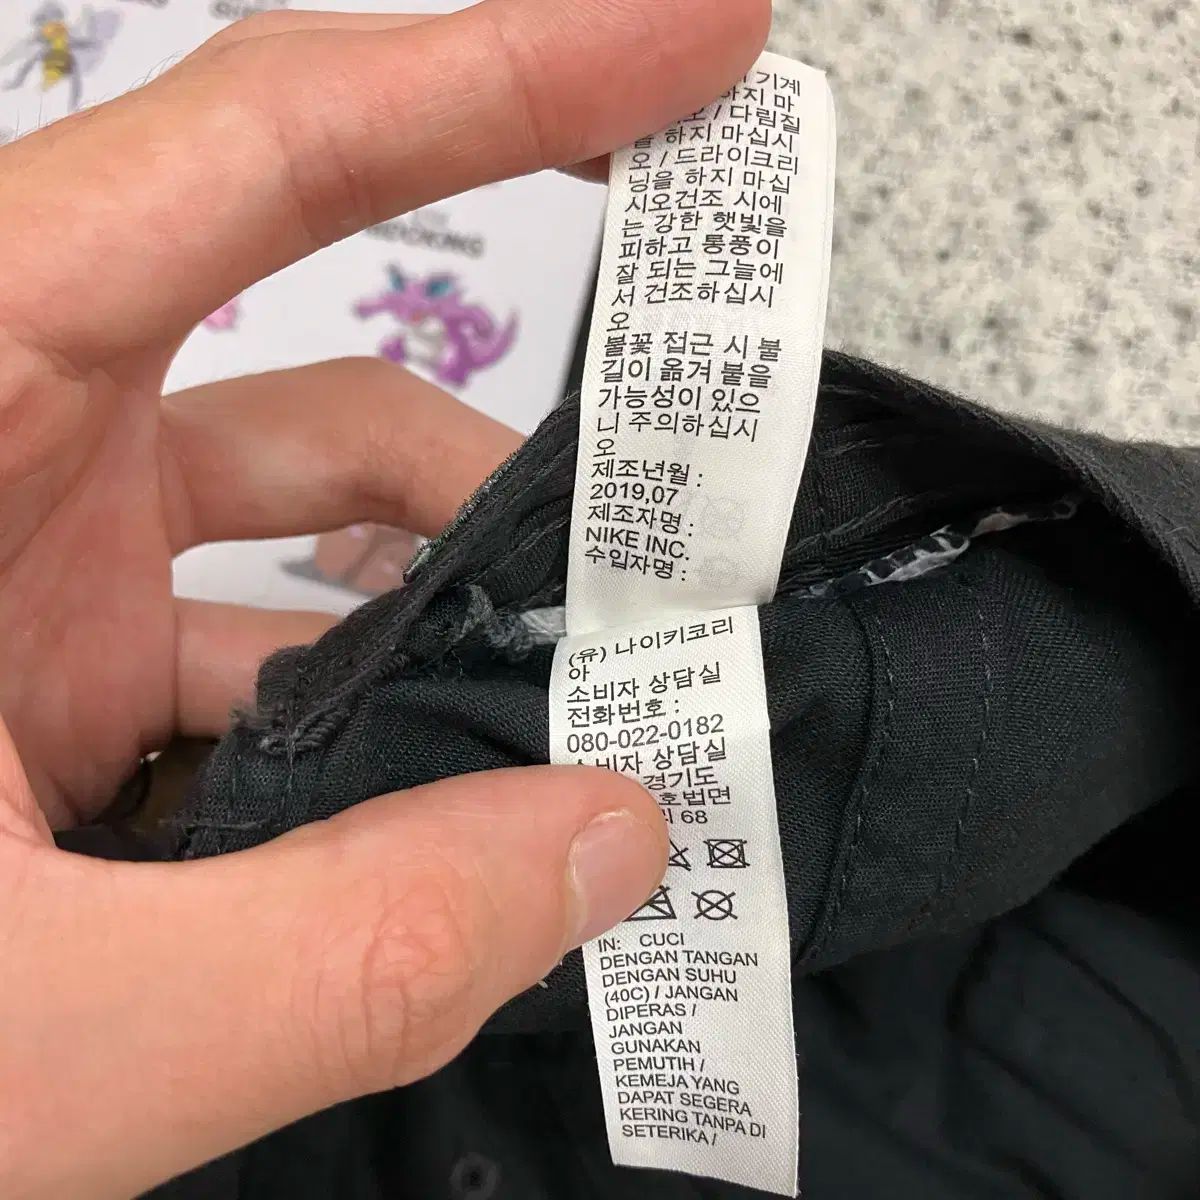 기계
하지 마
/ 다림질
을 하지 마십시
오 / 드라이크리
닝을 하지 마십
시오건조 시에
는 강한 햇빛을
피하고 통풍이
잘 되는 그늘에
서 건조하십시
오
불꽃 접근 시 불
길이 옮겨 붙을
가능성이 있으
니 주의하십시
오
제조년월 :
2019,07
제조자명 :
NIKE INC.
수입자명 :
(유) 나이키코리
아
소비자 상담실
전화번호 :
080-022-0182
소비자 상담실
경기도
호법면
68
IN: CUCI
DENGAN TANGAN
DENGAN SUHU
(40C) / JANGAN
DIPERAS /
JANGAN
GUNAKAN
PEMUTIH /
KEMEJA YANG
DAPAT SEGERA
KERING TANPA DI
SETERIKA /